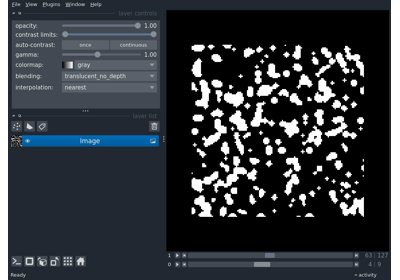 File View Plugins Window Help
layer controls
opacity: 1.00
contrast limits:
auto-contrast: once continuous
gamma: 1.00
colormap: gray
blending: translucent_no_depth
interpolation: nearest
layer list
Image
1 63 127
0 4 9
Ready activity